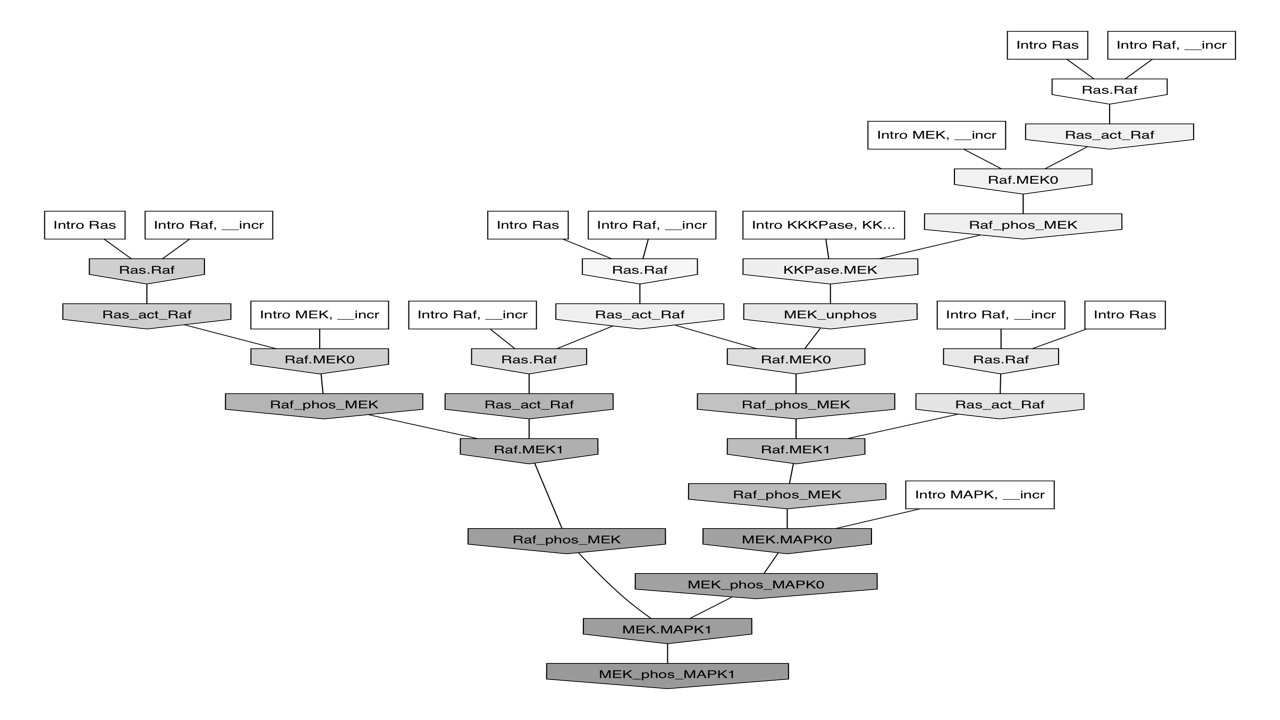 Intro Ras
Intro Raf, __incr
Ras.Raf
Intro MEK, __incr
Ras_act_Raf
Raf.MEK0
Intro Ras
Intro Raf, __incr
Intro Ras
Intro Raf, __incr
Intro KKKPase, KK...
Raf_phos_MEK
Ras.Raf
Ras.Raf
KKPase.MEK
Ras_act_Raf
Intro MEK, __incr
Intro Raf, __incr
Ras_act_Raf
MEK_unphos
Intro Raf, __incr
Intro Ras
Raf.MEK0
Ras.Raf
Raf.MEK0
Ras.Raf
Raf_phos_MEK
Ras_act_Raf
Raf_phos_MEK
Ras_act_Raf
Raf.MEK1
Raf.MEK1
Raf_phos_MEK
Intro MAPK, __incr
Raf_phos_MEK
MEK.MAPK0
MEK_phos_MAPK0
MEK.MAPK1
MEK_phos_MAPK1